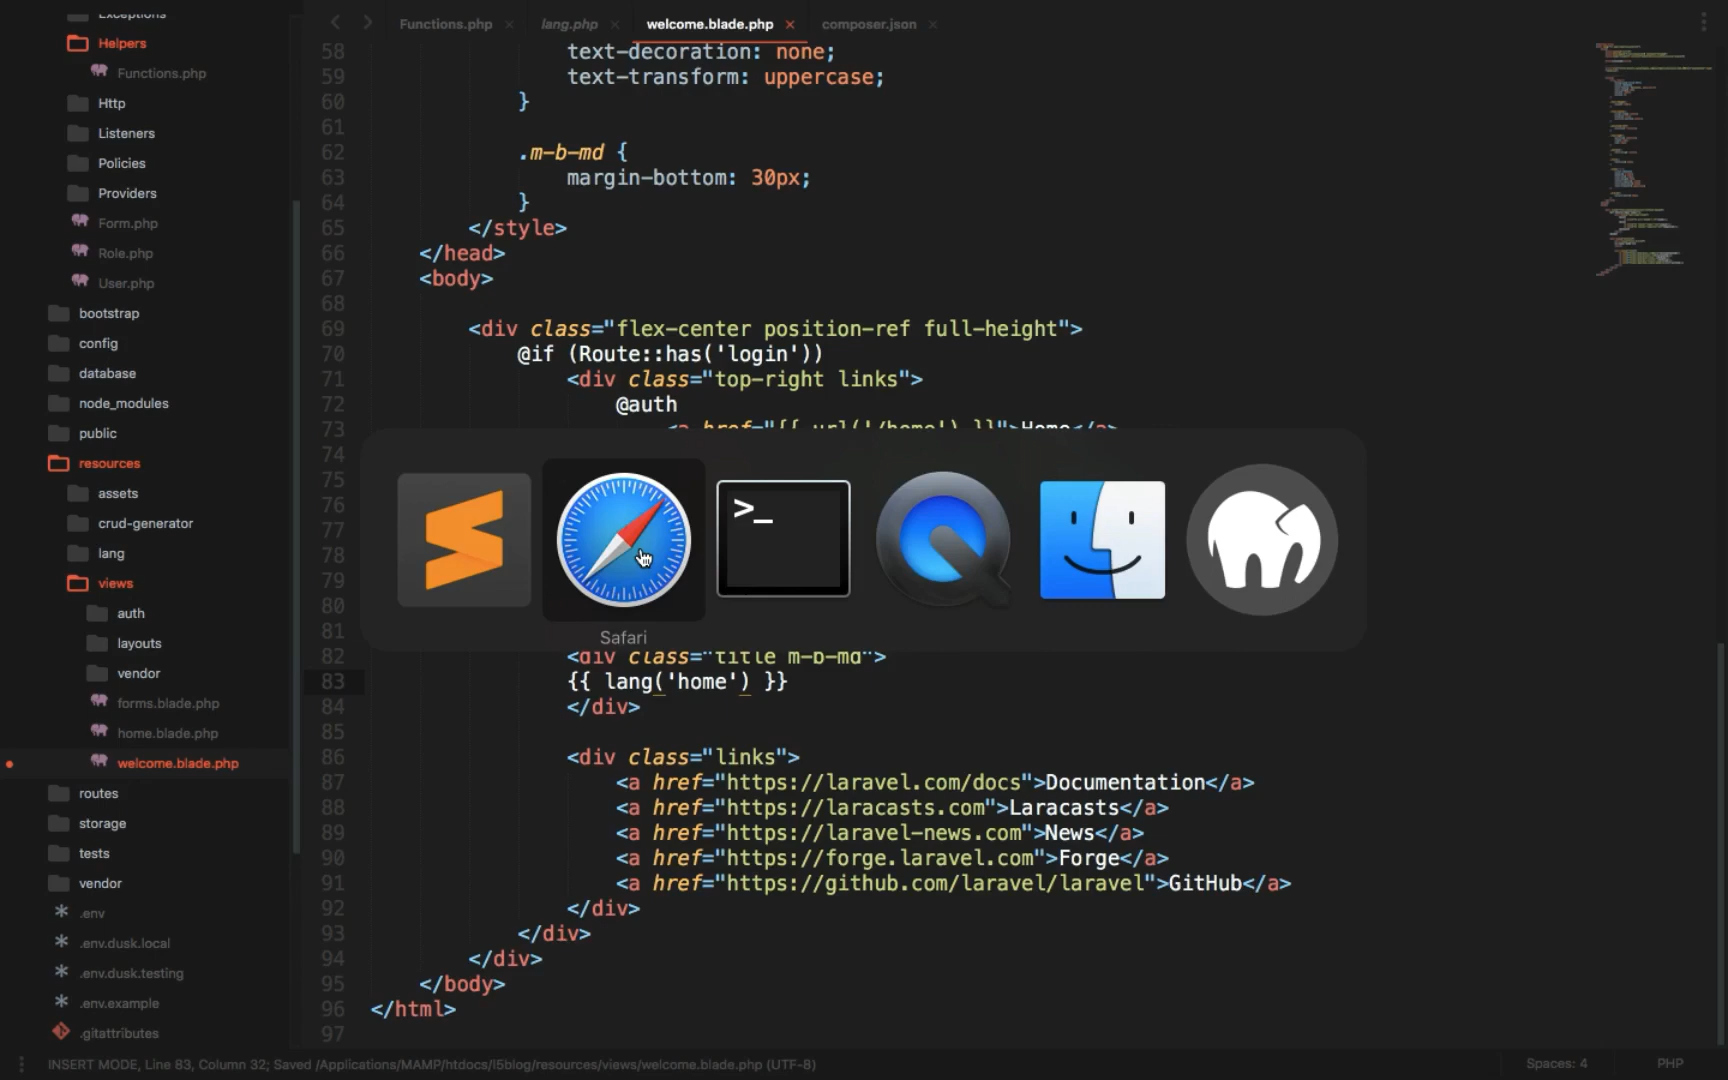 Exceptions
Helpers
Functions.php
Http
Listeners
Policies
Providers
Form.php
Role.php
User.php
bootstrap
config
database
node_modules
public
resources
assets
crud-generator
lang
views
auth
layouts
vendor
forms.blade.php
home.blade.php
welcome.blade.php
routes
storage
tests
vendor
.env
.env.dusk.local
.env.dusk.testing
.env.example
.gitattributes
Functions.php × lang.php × welcome.blade.php × composer.json ×
58 text-decoration: none;
59 text-transform: uppercase;
60 }
61
62 .m-b-md {
63 margin-bottom: 30px;
64 }
65 </style>
66 </head>
67 <body>
68
69 <div class="flex-center position-ref full-height">
70 @if (Route::has('login'))
71 <div class="top-right links">
72 @auth
73 <a href="{{ url('/home') }}">Home</a>
74
75
76
77
78
79
80
81
>_
Safari
82 <div class="title m-b-md">
83 {{ lang('home') }}
84 </div>
85
86 <div class="links">
87 <a href="https://laravel.com/docs">Documentation</a>
88 <a href="https://laracasts.com">Laracasts</a>
89 <a href="https://laravel-news.com">News</a>
90 <a href="https://forge.laravel.com">Forge</a>
91 <a href="https://github.com/laravel/laravel">GitHub</a>
92 </div>
93 </div>
94 </div>
95 </body>
96 </html>
97
INSERT MODE, Line 83, Column 32; Saved /Applications/MAMP/htdocs/l5blog/resources/views/welcome.blade.php (UTF-8)
Spaces: 4
PHP